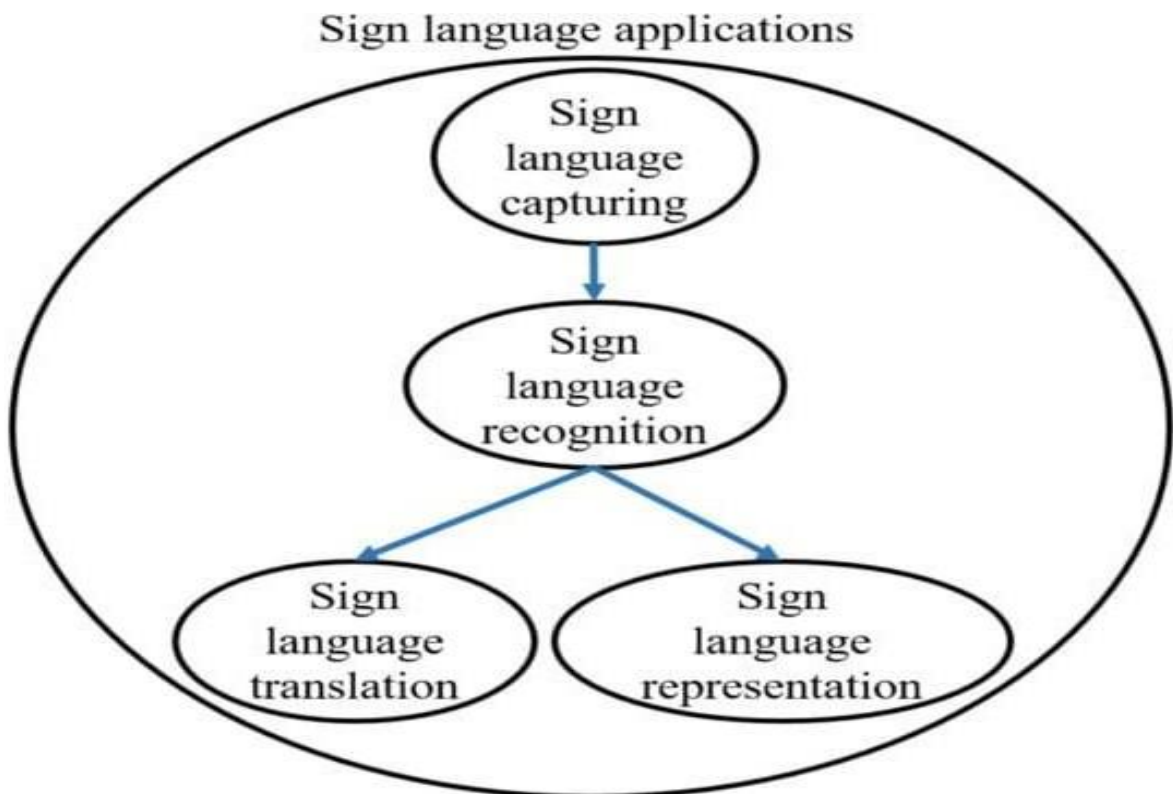 Sign language applications
Sign
language
capturing
Sign
language
recognition
Sign
language
translation
Sign
language
representation